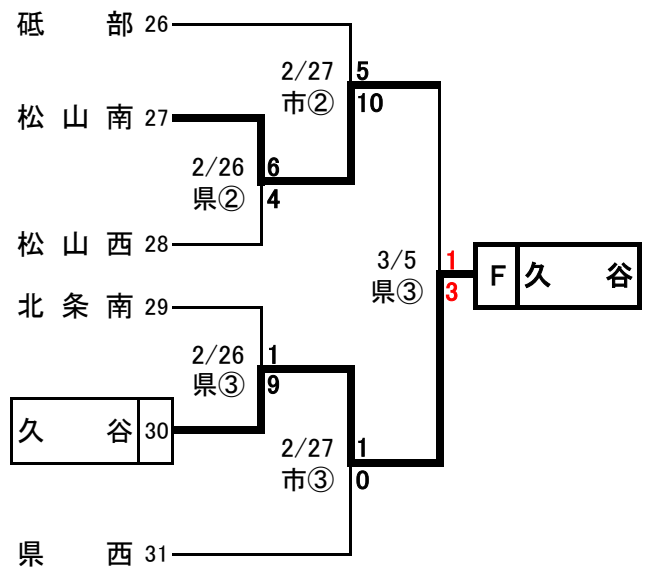 砥部 26
2/27 5
市② 10
松山南 27
2/26 6
県② 4
松山西 28
3/5 1
県③ 3
F 久谷
北条南 29
2/26 1
県③ 9
久谷 30
2/27 1
市③ 0
県西 31